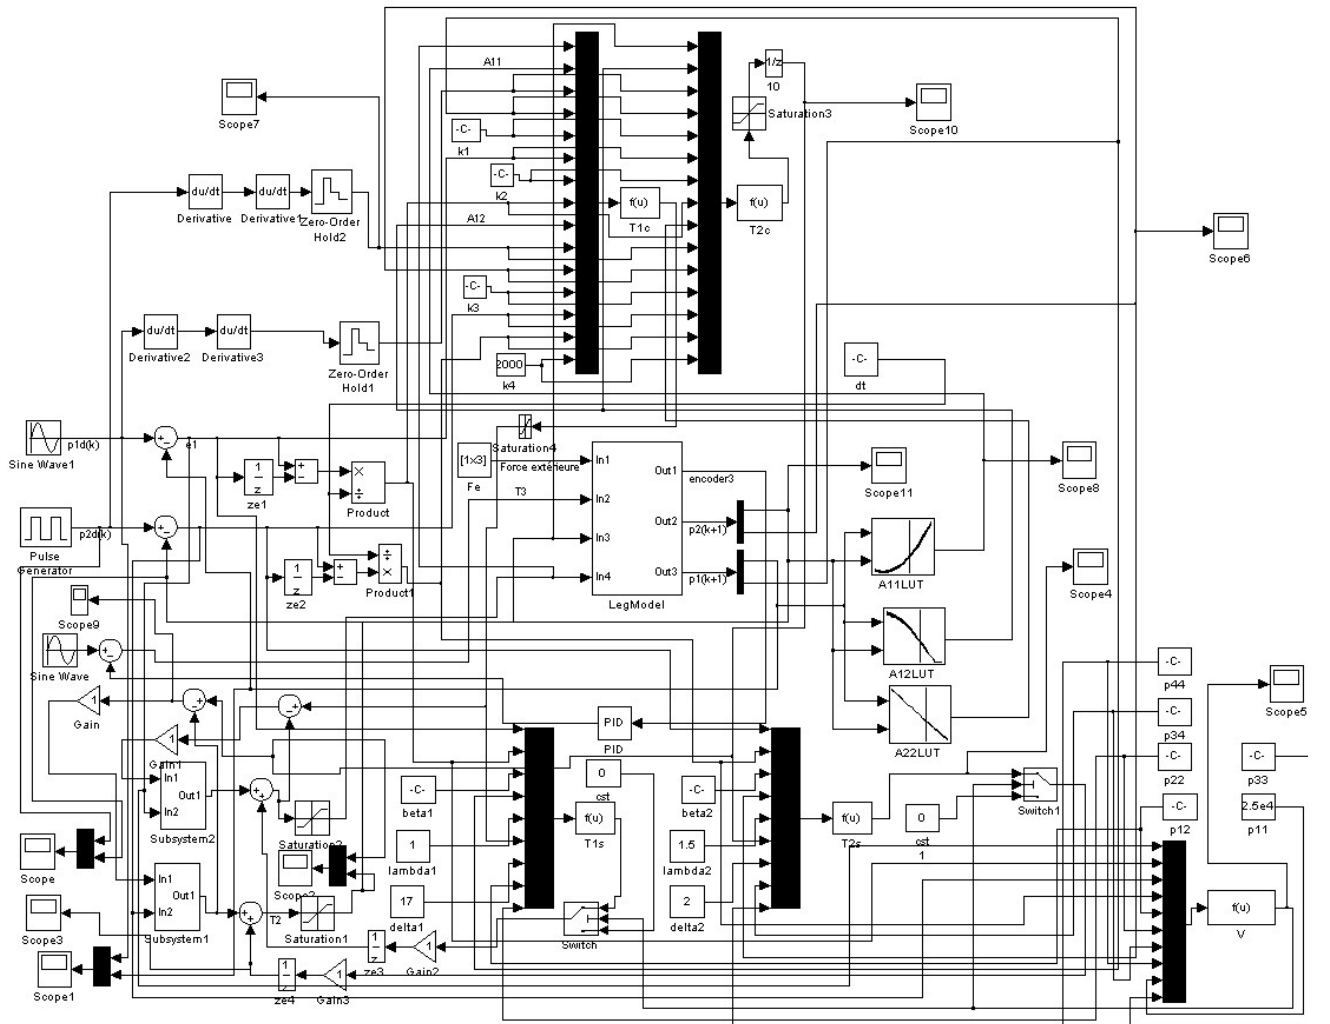 A11
1/z
10
Scope7
Saturation3
Scope10
-C-
k1
du/dt
Derivative
du/dt
Derivative1
Zero-Order
Hold2
-C-
k2
A12
f(u)
T1c
f(u)
T2c
Scope6
-C-
k3
du/dt
Derivative2
du/dt
Derivative3
Zero-Order
Hold1
2000
k4
-C-
dt
Sine Wave1
p1d(k)
e1
Saturation4
Force extérieure
[1x3]
Fe
In1
In2
In3
In4
Out1
Out2
Out3
LegModel
encoder3
p2(k+1)
p1(k+1)
T3
Scope11
Scope8
1
z
ze1
+
-
×
÷
Product
Pulse
Generator
p2d(k)
1
z
ze2
+
-
÷
×
Product1
A11LUT
Scope4
Scope9
A12LUT
Sine Wave
-C-
p44
Scope5
1
Gain
PID
PID
A22LUT
-C-
p34
1
Gain1
In1
In2
Out1
Subsystem2
-C-
beta1
0
cst
-C-
beta2
Switch1
-C-
p22
-C-
p33
f(u)
T1s
f(u)
T2s
0
cst
1
-C-
p12
2.5e4
p11
Scope
1
lambda1
1.5
lambda2
In1
In2
Out1
Subsystem1
T2
Saturation1
17
delta1
2
delta2
Switch
f(u)
V
Scope3
1
z
ze3
1
Gain2
Scope1
1
z
ze4
1
Gain3